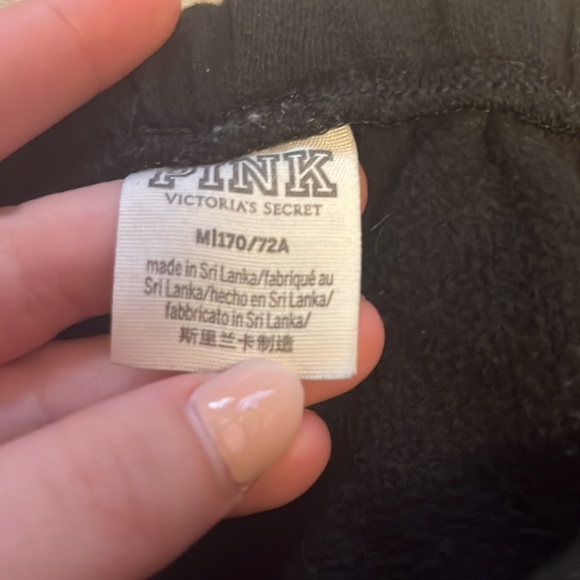 PINK
VICTORIA'S SECRET
M|170/72A
made in Sri Lanka/fabriqué au
Sri Lanka/hecho en Sri Lanka/
fabbricato in Sri Lanka/
斯里兰卡制造